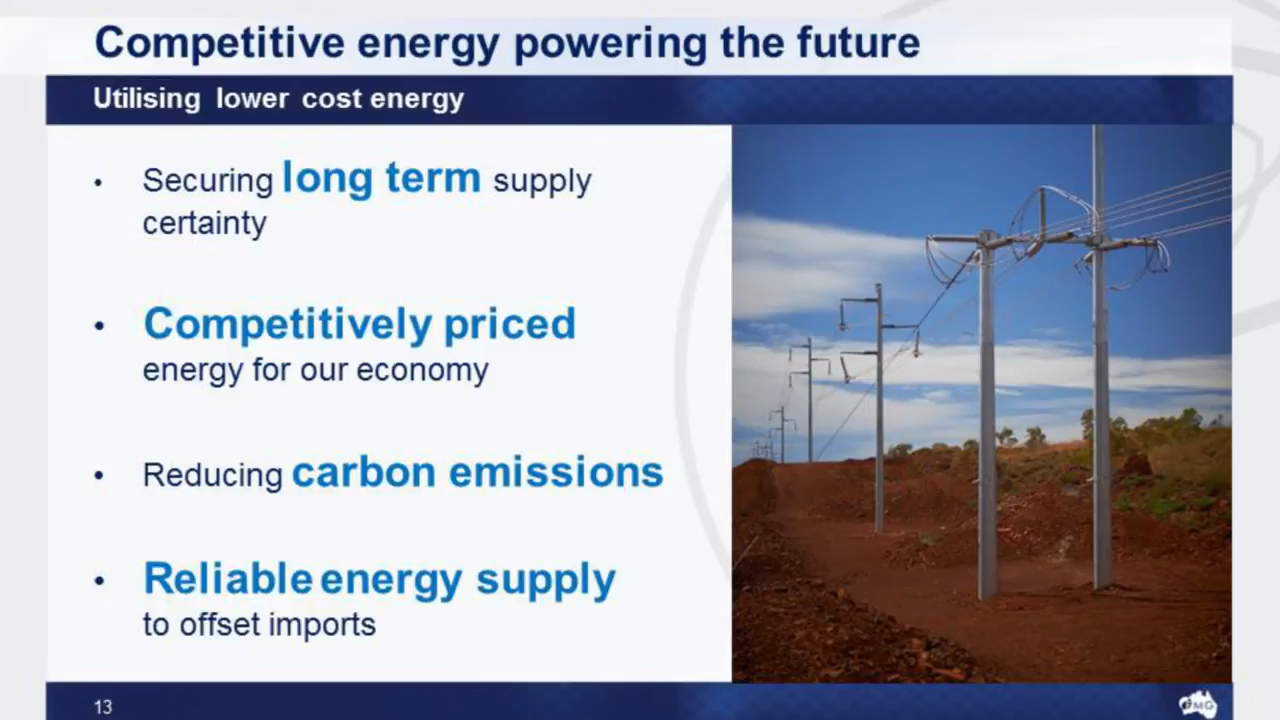 Competitive energy powering the future
Utilising lower cost energy
• Securing long term supply
certainty
• Competitively priced
energy for our economy
• Reducing carbon emissions
• Reliable energy supply
to offset imports
13